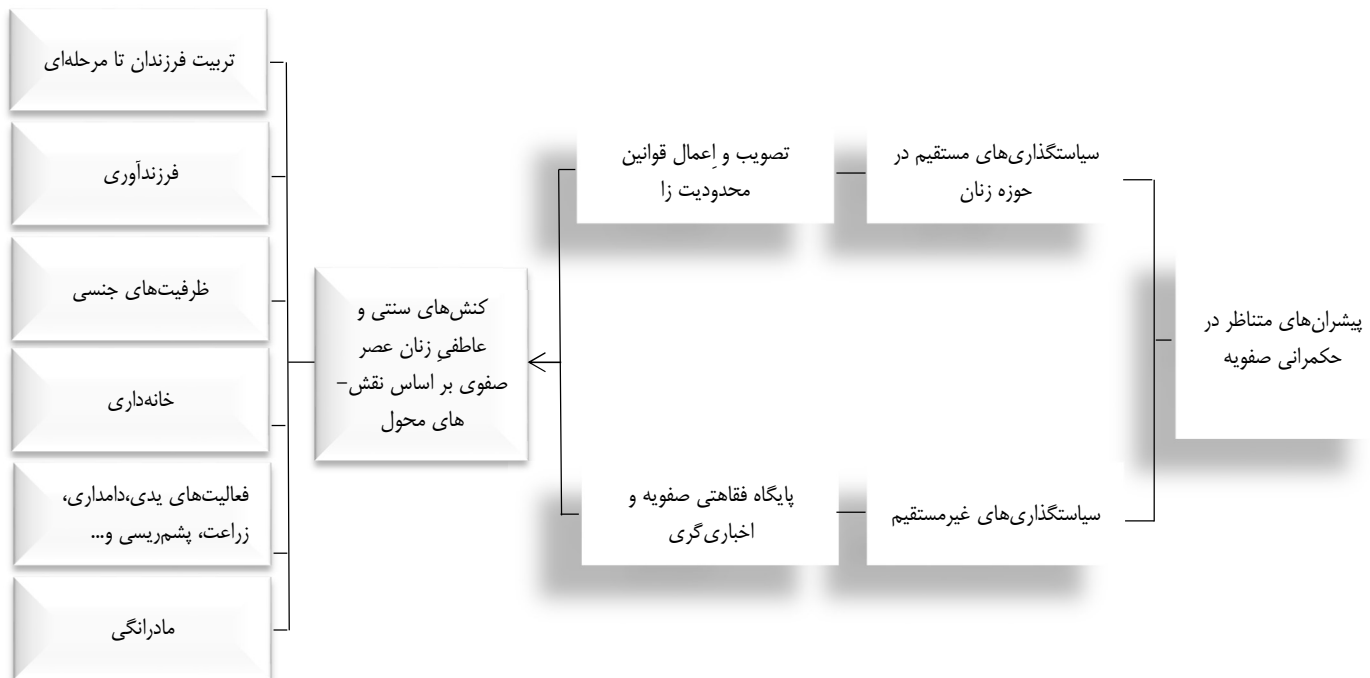 پیشران‌های متناظر در
حکمرانی صفویه
سیاستگذاری‌های مستقیم در
حوزه زنان
تصویب و اِعمال قوانین
محدودیت زا
سیاستگذاری‌های غیرمستقیم
پایگاه فقاهتی صفویه و
اخباری‌گری
کنش‌های سنتی و
عاطفیِ زنان عصر
صفوی بر اساس نقش-
های محول
تربیت فرزندان تا مرحله‌ای
فرزندآوری
ظرفیت‌های جنسی
خانه‌داری
فعالیت‌های یدی،دامداری،
زراعت، پشم‌ریسی و...
مادرانگی